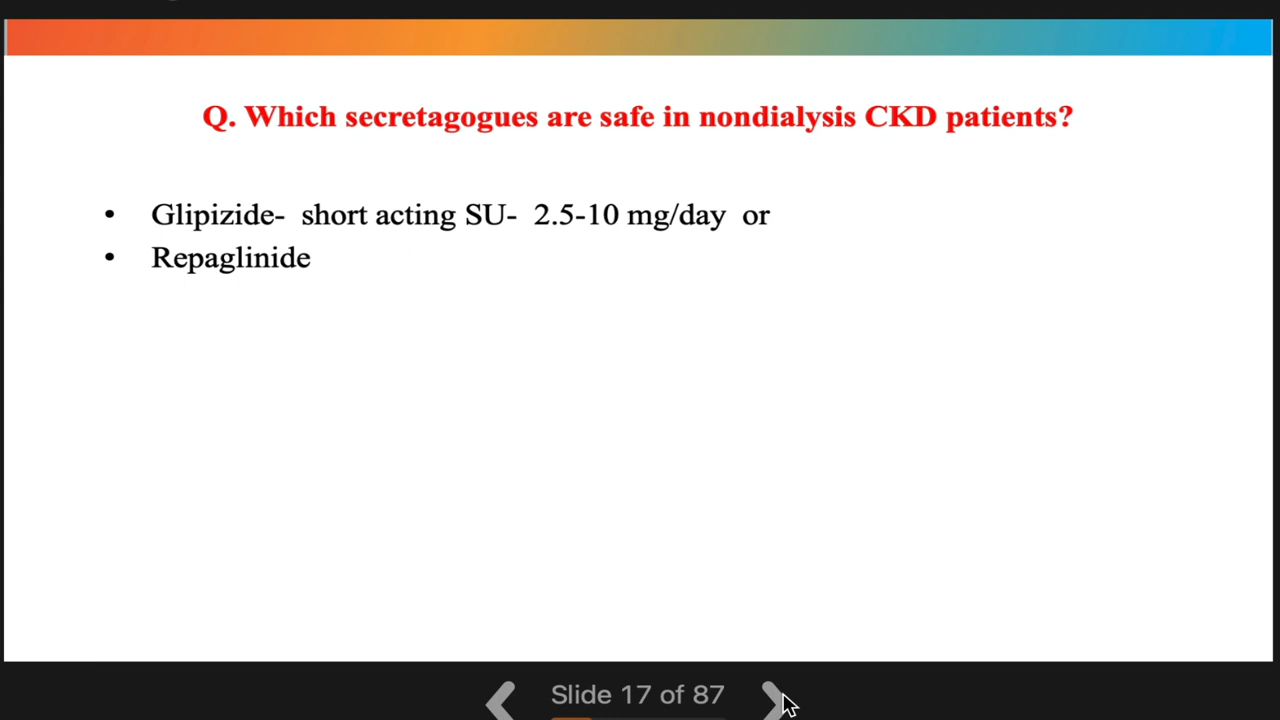 Q. Which secretagogues are safe in nondialysis CKD patients?
• Glipizide- short acting SU- 2.5-10 mg/day or
• Repaglinide
Slide 17 of 87